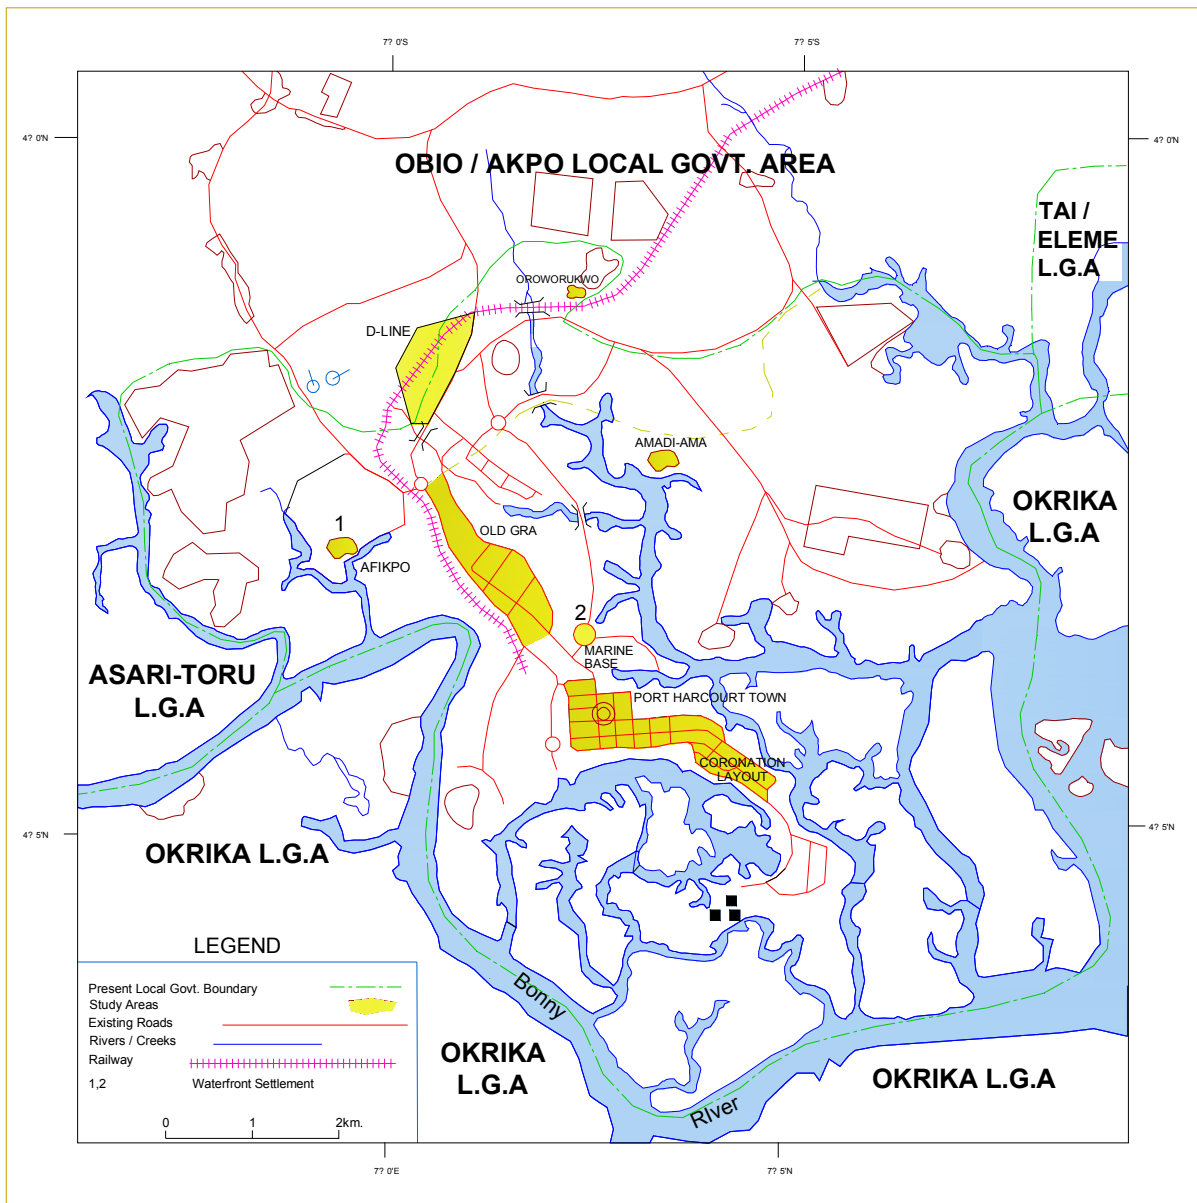 7? 0'S
7? 5'S
4? 0'N
4? 0'N
OBIO / AKPO LOCAL GOVT. AREA
TAI /
ELEME
L.G.A
OROWORUKWO
D-LINE
AMADI-AMA
OKRIKA
L.G.A
1
OLD GRA
AFIKPO
2
MARINE
BASE
ASARI-TORU
L.G.A
PORT HARCOURT TOWN
CORONATION
LAYOUT
4? 5'N
4? 5'N
OKRIKA L.G.A
LEGEND
Present Local Govt. Boundary
Study Areas
Existing Roads
Rivers / Creeks
Railway
1,2 Waterfront Settlement
0 1 2km.
Bonny
OKRIKA
L.G.A
OKRIKA L.G.A
RIver
7? 0'E
7? 5'N